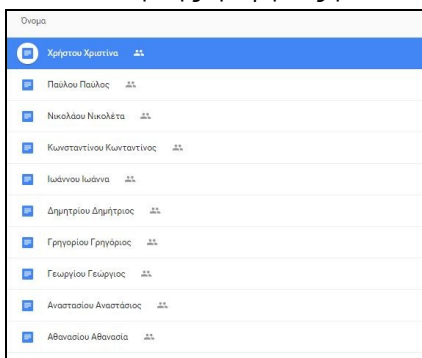 Όνομα
Χρήστου Χριστίνα
Παύλου Παύλος
Νικολάου Νικολέτα
Κωνσταντίνου Κωνταντίνος
Ιωάννου Ιωάννα
Δημητρίου Δημήτριος
Γρηγορίου Γρηγόριος
Γεωργίου Γεώργιος
Αναστασίου Αναστάσιος
Αθανασίου Αθανασία